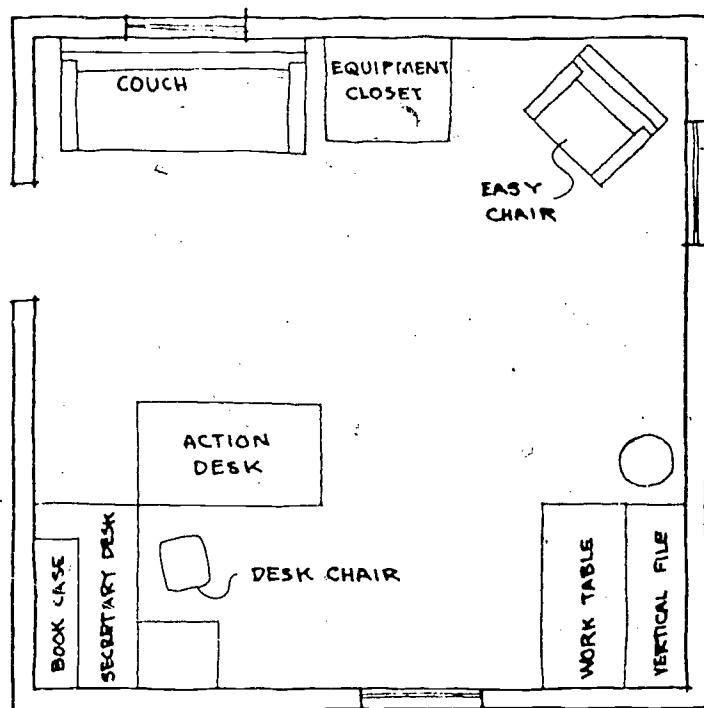 COUCH
EQUIPMENT
CLOSET
EASY
CHAIR
ACTION
DESK
DESK CHAIR
BOOK CASE
SECRETARY DESK
WORK TABLE
VERTICAL FILE